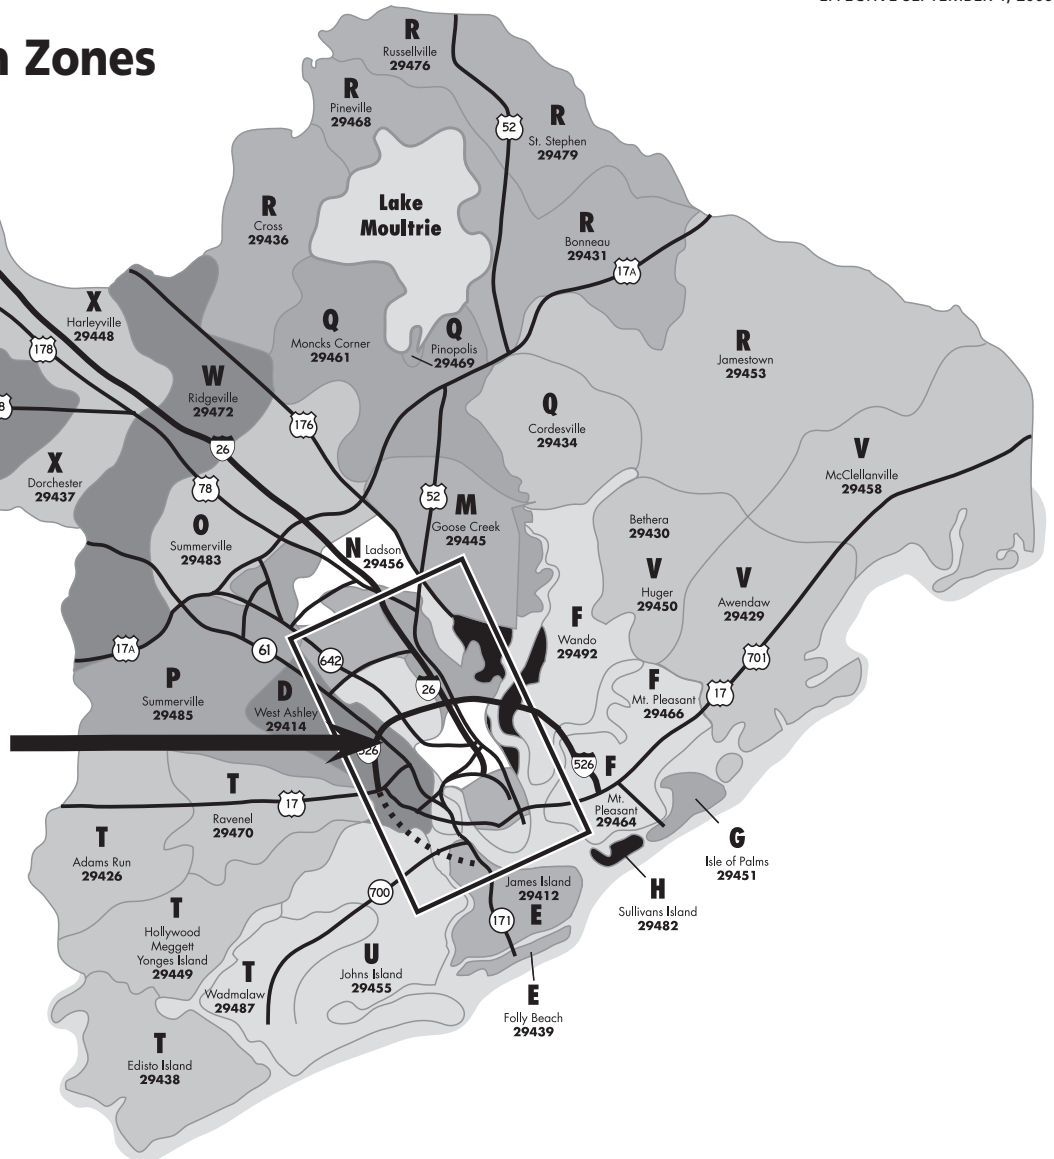 Zones
R
Russellville
29476
R
Pineville
29468
52
R
St. Stephen
29479
Lake
Moultrie
R
Cross
29436
R
Bonneau
29431
17A
X
Harleyville
29448
178
Q
Moncks Corner
29461
Q
Pinopolis
29469
R
Jamestown
29453
W
Ridgeville
29472
176
Q
Cordesville
29434
26
X
Dorchester
29437
78
52
V
McClellanville
29458
O
Summerville
29483
M
Goose Creek
29445
N Ladson
29456
Bethera
29430
V
Huger
29450
V
Awendaw
29429
F
Wando
29492
17A
61
642
701
P
Summerville
29485
D
West Ashley
29414
26
F
Mt. Pleasant
29466
17
526
526
F
Mt.
Pleasant
29464
T
Ravenel
29470
17
T
Adams Run
29426
G
Isle of Palms
29451
H
Sullivans Island
29482
700
James Island
29412
E
171
T
Hollywood
Meggett
Yonges Island
29449
T
Wadmalaw
29487
U
Johns Island
29455
E
Folly Beach
29439
T
Edisto Island
29438